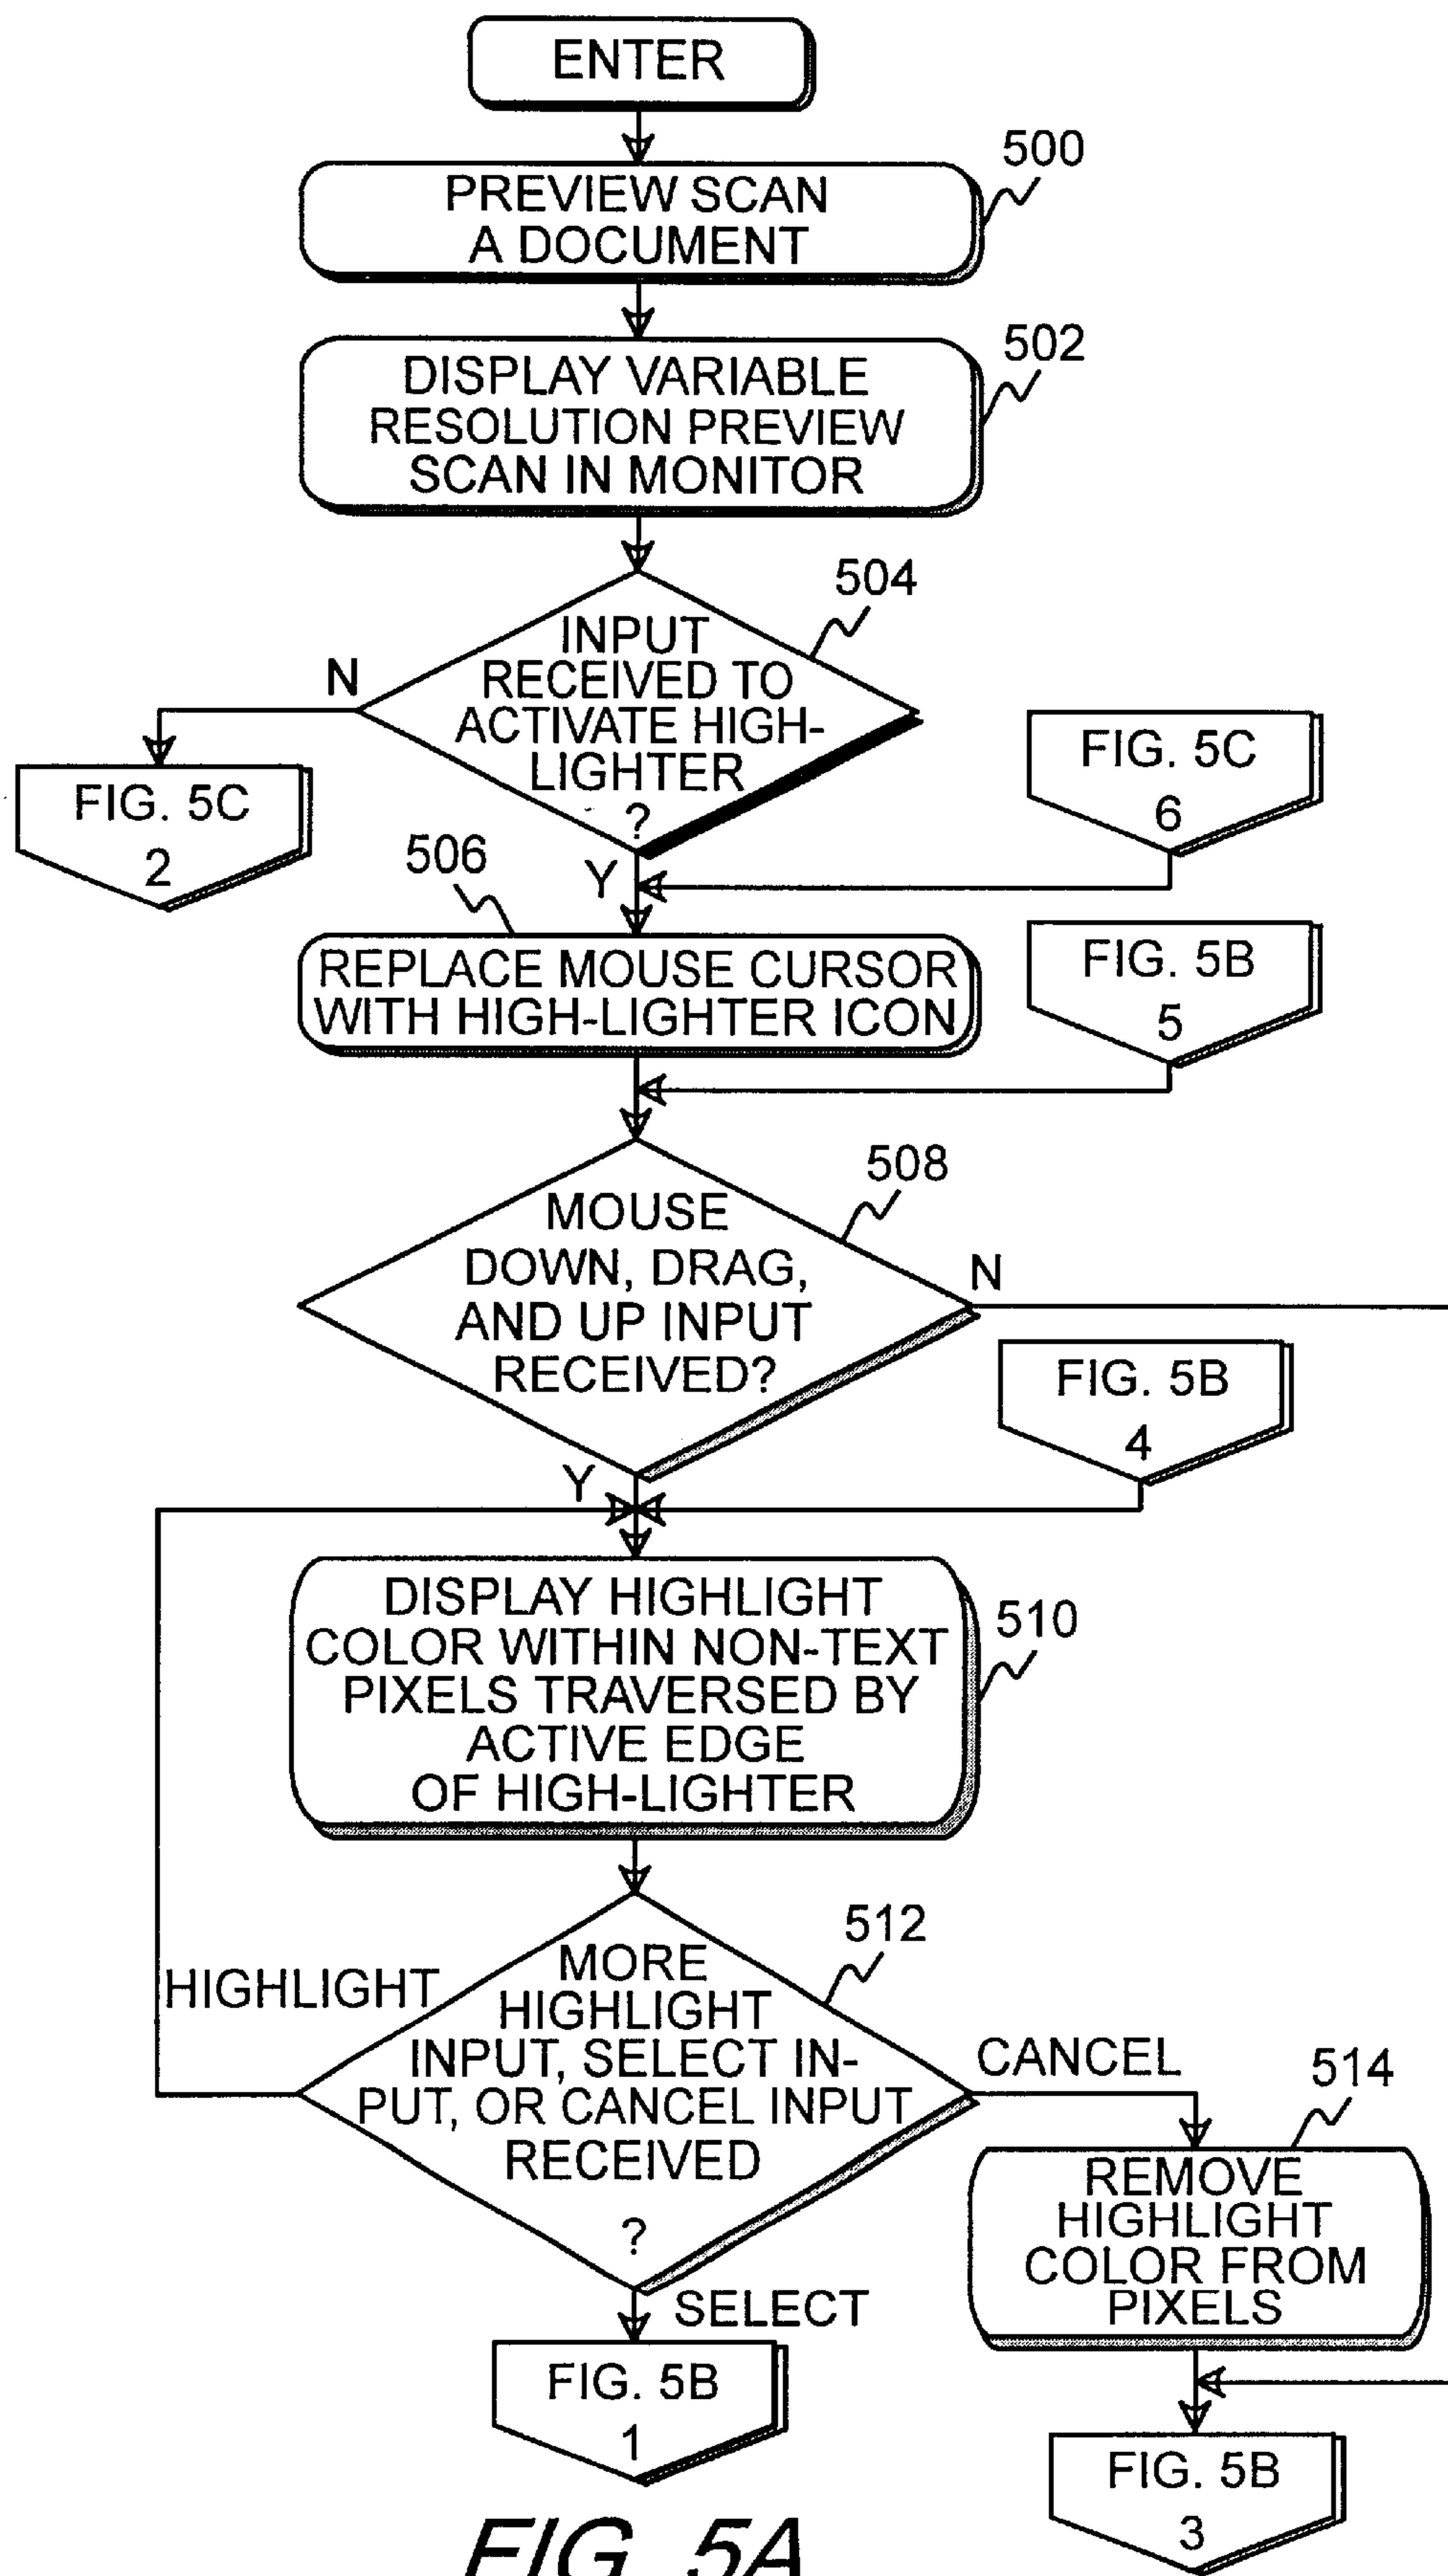 ENTER
500
PREVIEW SCAN
A DOCUMENT
502
DISPLAY VARIABLE
RESOLUTION PREVIEW
SCAN IN MONITOR
504
INPUT
RECEIVED TO
ACTIVATE HIGH-
LIGHTER
?
N
FIG. 5C
2
FIG. 5C
6
Y
506
REPLACE MOUSE CURSOR
WITH HIGH-LIGHTER ICON
FIG. 5B
5
508
MOUSE
DOWN, DRAG,
AND UP INPUT
RECEIVED?
N
FIG. 5B
4
Y
DISPLAY HIGHLIGHT
COLOR WITHIN NON-TEXT
PIXELS TRAVERSED BY
ACTIVE EDGE
OF HIGH-LIGHTER
510
512
MORE
HIGHLIGHT
INPUT, SELECT IN-
PUT, OR CANCEL INPUT
RECEIVED
?
HIGHLIGHT
CANCEL
514
REMOVE
HIGHLIGHT
COLOR FROM
PIXELS
SELECT
FIG. 5B
1
FIG. 5B
3
FIG. 5A